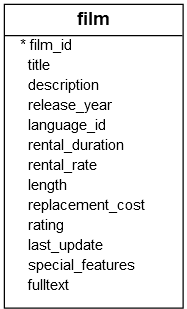 film
* film_id
title
description
release_year
language_id
rental_duration
rental_rate
length
replacement_cost
rating
last_update
special_features
fulltext